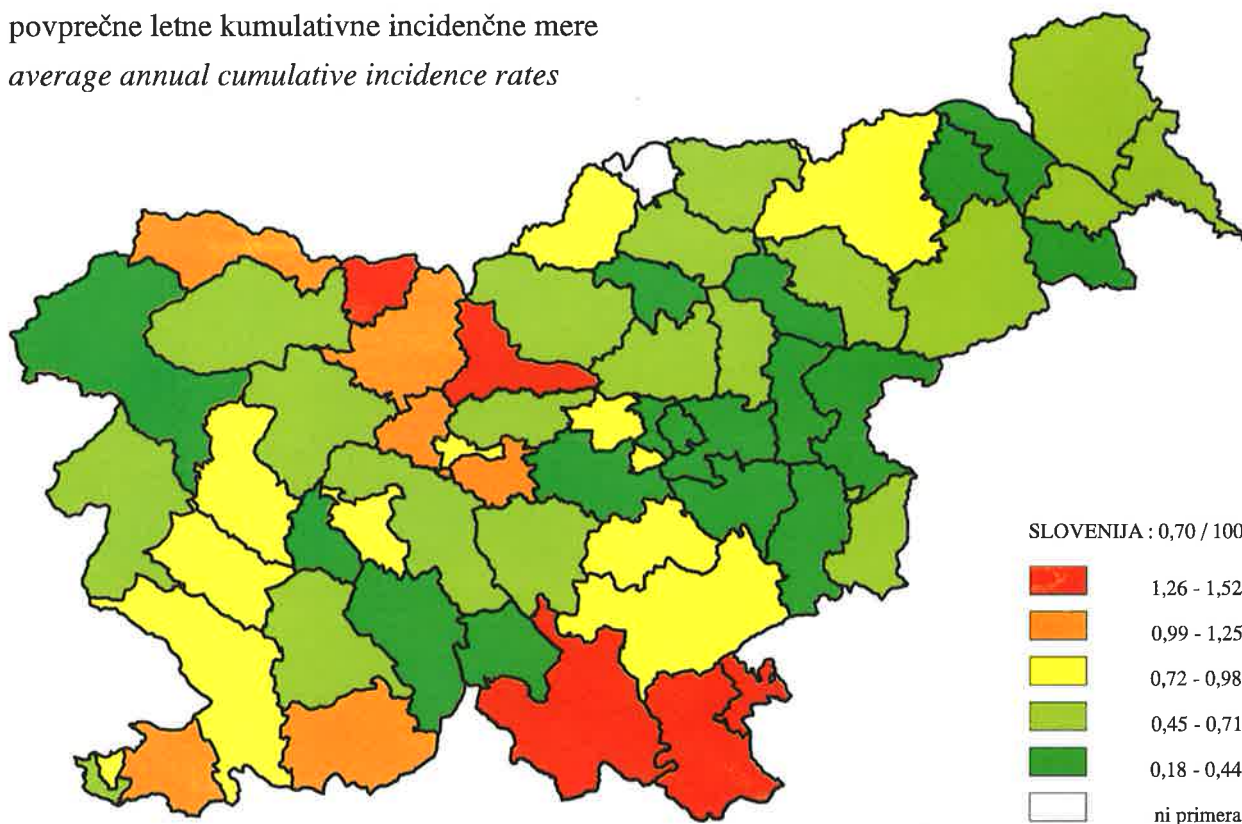 povprečne letne kumulativne incidenčne mere
average annual cumulative incidence rates
SLOVENIJA : 0,70 / 100
1,26 - 1,52
0,99 - 1,25
0,72 - 0,98
0,45 - 0,71
0,18 - 0,44
ni primera